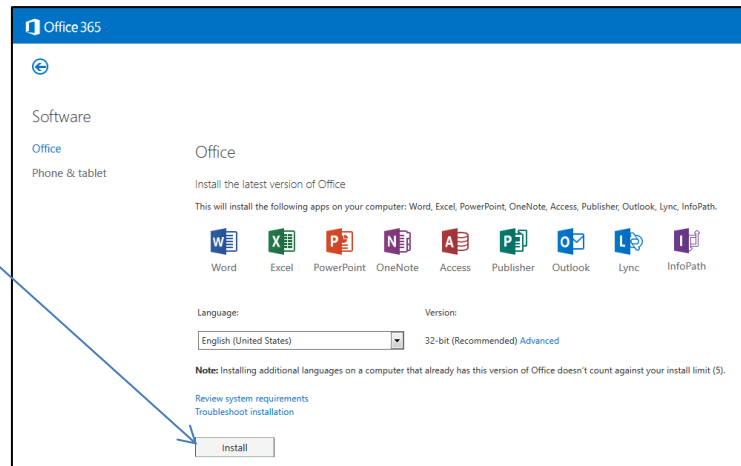 Office 365
Software
Office
Phone & tablet
Office
Install the latest version of Office
This will install the following apps on your computer: Word, Excel, PowerPoint, OneNote, Access, Publisher, Outlook, Lync, InfoPath.
Word Excel PowerPoint OneNote Access Publisher Outlook Lync InfoPath
Language: Version:
English (United States) 32-bit (Recommended) Advanced
Note: Installing additional languages on a computer that already has this version of Office doesn't count against your install limit (5).
Review system requirements
Troubleshoot installation
Install